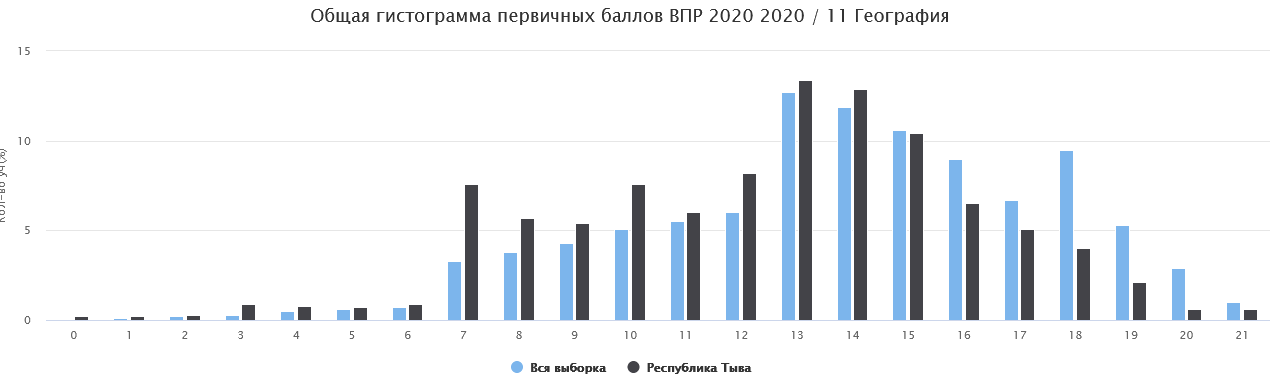 Общая гистограмма первичных баллов ВПР 2020 2020 / 11 География
15
10
5
0
Кол-во уч(%)
0 1 2 3 4 5 6 7 8 9 10 11 12 13 14 15 16 17 18 19 20 21
Вся выборка Республика Тыва